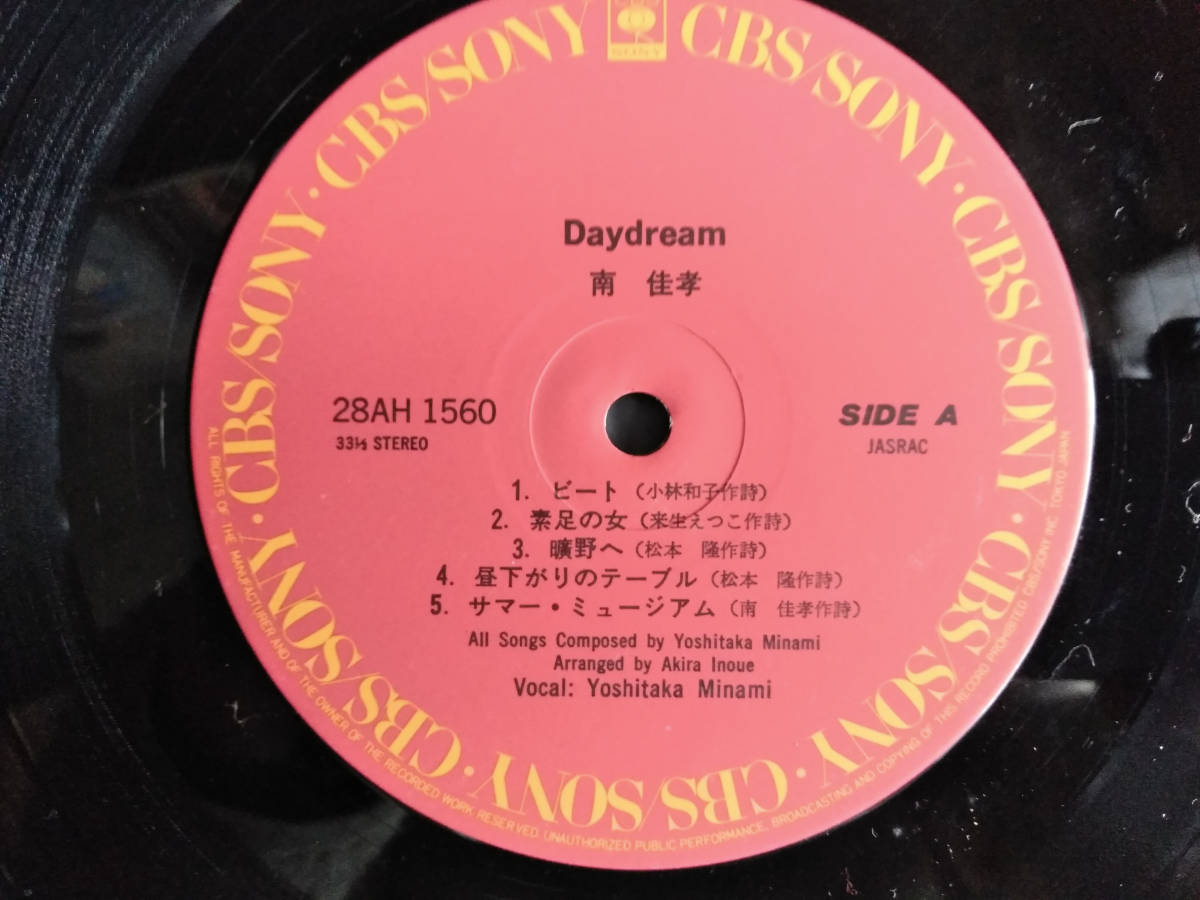 SONY
CBS/SONY · CBS/SONY · CBS/SONY · CBS/SONY · CBS/SONY · CBS/SONY · CBS/SONY · CBS/SONY
Daydream
南 佳孝
28AH 1560
33⅓ STEREO
SIDE A
JASRAC
1. ビート (小林和子作詩)
2. 素足の女 (来生えつこ作詩)
3. 曠野へ (松本 隆作詩)
4. 昼下がりのテーブル (松本 隆作詩)
5. サマー・ミュージアム (南 佳孝作詩)
All Songs Composed by Yoshitaka Minami
Arranged by Akira Inoue
Vocal: Yoshitaka Minami
ALL RIGHTS OF THE MANUFACTURER AND OF THE OWNER OF THE RECORDED WORK RESERVED. UNAUTHORIZED PUBLIC PERFORMANCE, BROADCASTING AND COPYING OF THIS RECORD PROHIBITED CBS/SONY INC. TOKYO JAPAN